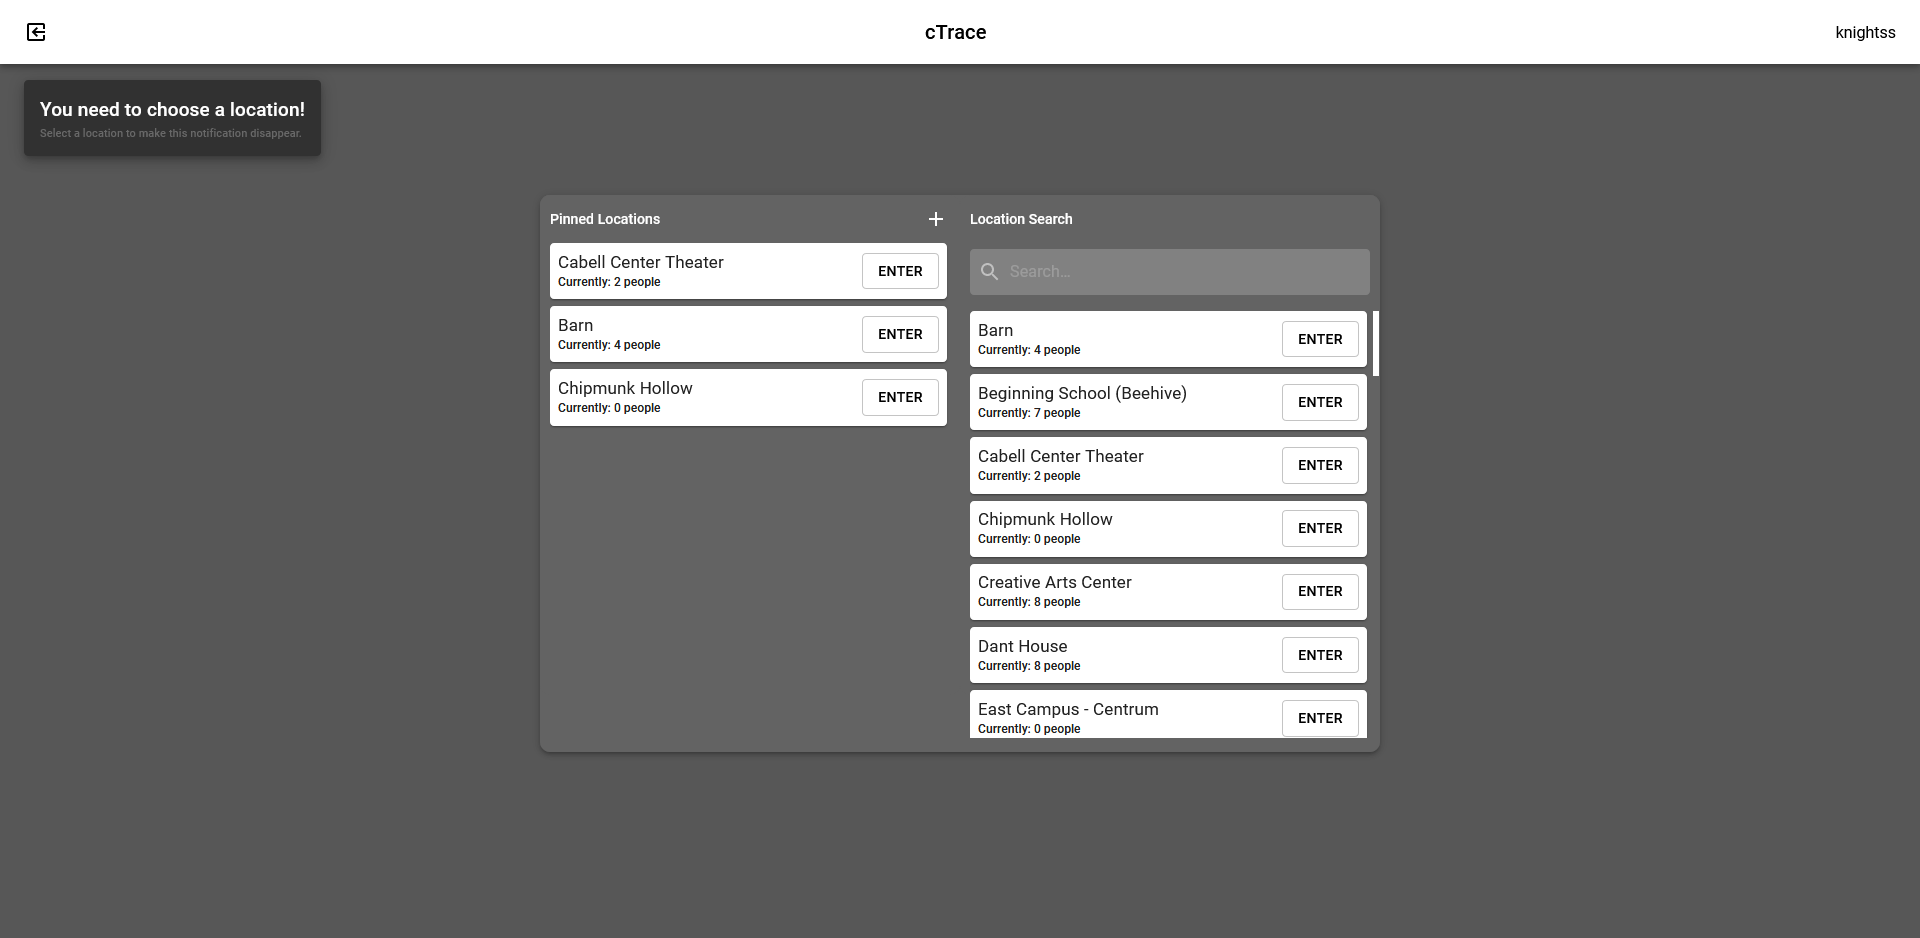 cTrace
knightss
You need to choose a location!
Select a location to make this notification disappear.
Pinned Locations
Cabell Center Theater
Currently: 2 people
ENTER
Barn
Currently: 4 people
ENTER
Chipmunk Hollow
Currently: 0 people
ENTER
Location Search
Search...
Barn
Currently: 4 people
ENTER
Beginning School (Beehive)
Currently: 7 people
ENTER
Cabell Center Theater
Currently: 2 people
ENTER
Chipmunk Hollow
Currently: 0 people
ENTER
Creative Arts Center
Currently: 8 people
ENTER
Dant House
Currently: 8 people
ENTER
East Campus - Centrum
Currently: 0 people
ENTER